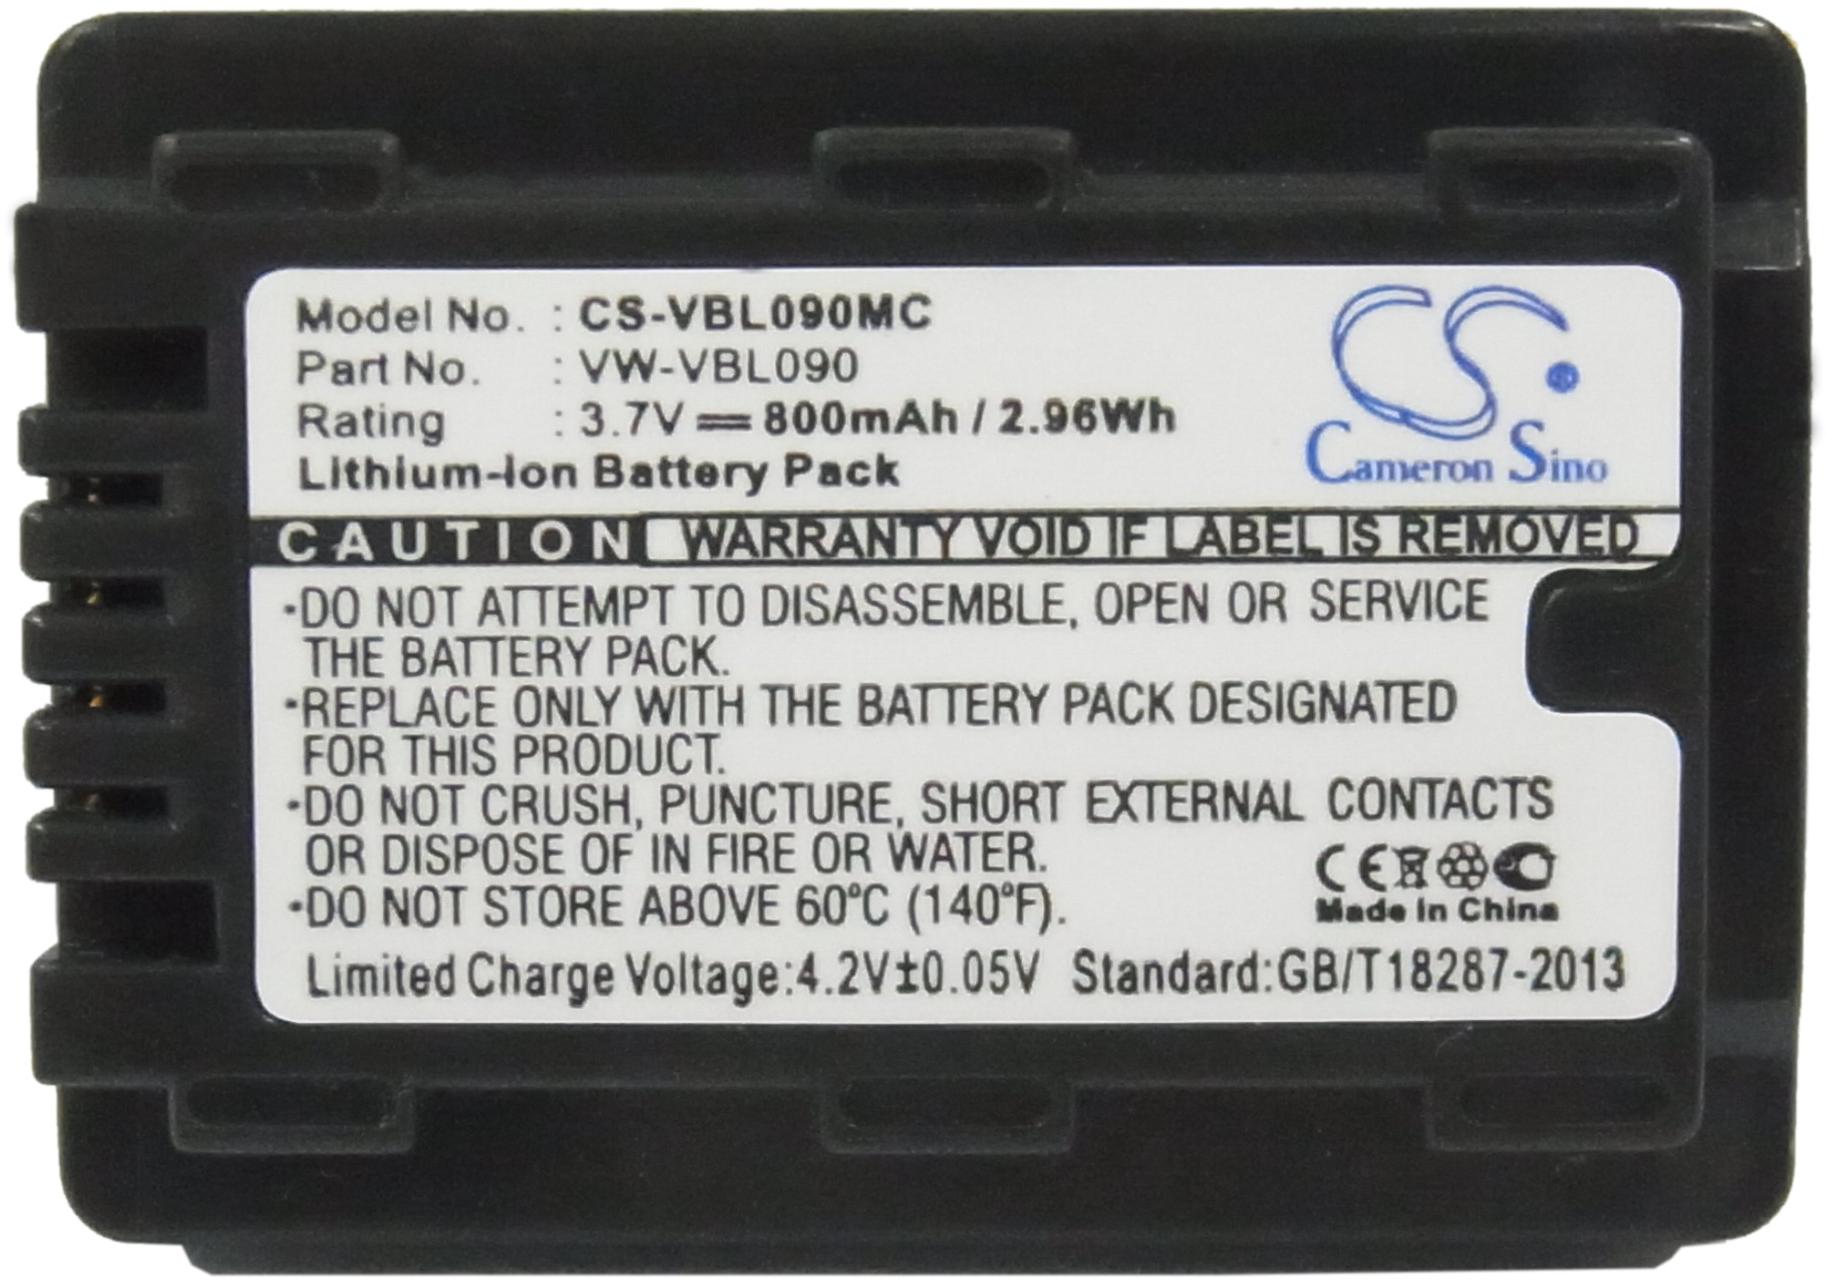 Model No. : CS-VBL090MC
Part No. : VW-VBL090
Rating : 3.7V ⎓ 800mAh / 2.96Wh
Lithium-Ion Battery Pack
CS ®
Cameron Sino
CAUTION WARRANTY VOID IF LABEL IS REMOVED
·DO NOT ATTEMPT TO DISASSEMBLE, OPEN OR SERVICE
THE BATTERY PACK.
·REPLACE ONLY WITH THE BATTERY PACK DESIGNATED
FOR THIS PRODUCT.
·DO NOT CRUSH, PUNCTURE, SHORT EXTERNAL CONTACTS
OR DISPOSE OF IN FIRE OR WATER.
·DO NOT STORE ABOVE 60°C (140°F).
CE
Made In China
Limited Charge Voltage:4.2V±0.05V Standard:GB/T18287-2013